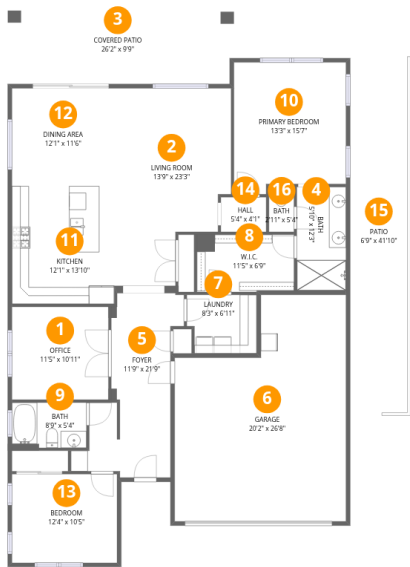 3
COVERED PATIO
26'2" x 9'9"
12
DINING AREA
12'1" x 11'6"
2
LIVING ROOM
13'9" x 23'3"
10
PRIMARY BEDROOM
13'3" x 15'7"
14
HALL
5'4" x 4'1"
16
BATH
2'11" x 5'4"
4
BATH
5'10" x 12'3"
15
PATIO
6'9" x 41'10"
11
KITCHEN
12'1" x 13'10"
8
W.I.C.
11'5" x 6'9"
7
LAUNDRY
8'3" x 6'11"
1
OFFICE
11'5" x 10'11"
5
FOYER
11'9" x 21'9"
9
BATH
8'9" x 5'4"
6
GARAGE
20'2" x 26'8"
13
BEDROOM
12'4" x 10'5"